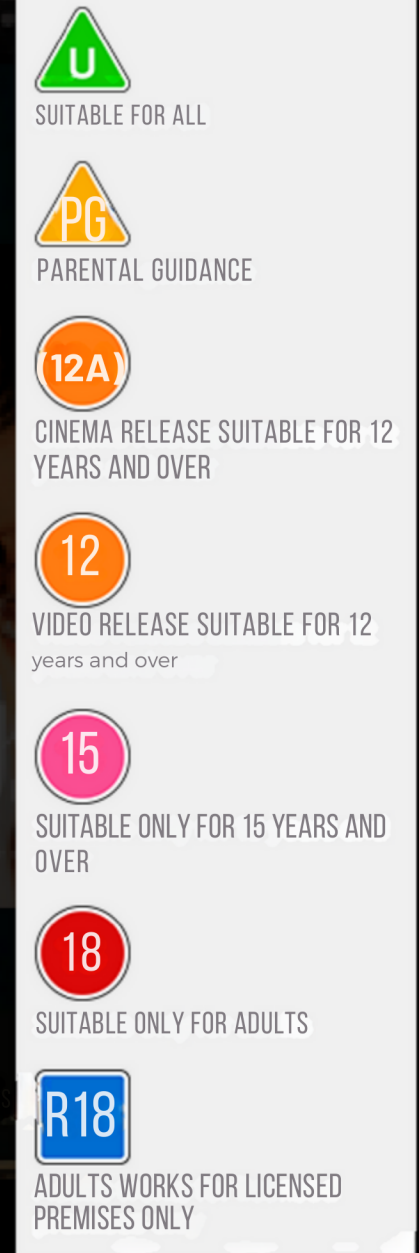 U
SUITABLE FOR ALL
PG
PARENTAL GUIDANCE
(12A)
CINEMA RELEASE SUITABLE FOR 12
YEARS AND OVER
12
VIDEO RELEASE SUITABLE FOR 12
years and over
15
SUITABLE ONLY FOR 15 YEARS AND
OVER
18
SUITABLE ONLY FOR ADULTS
R18
ADULTS WORKS FOR LICENSED
PREMISES ONLY